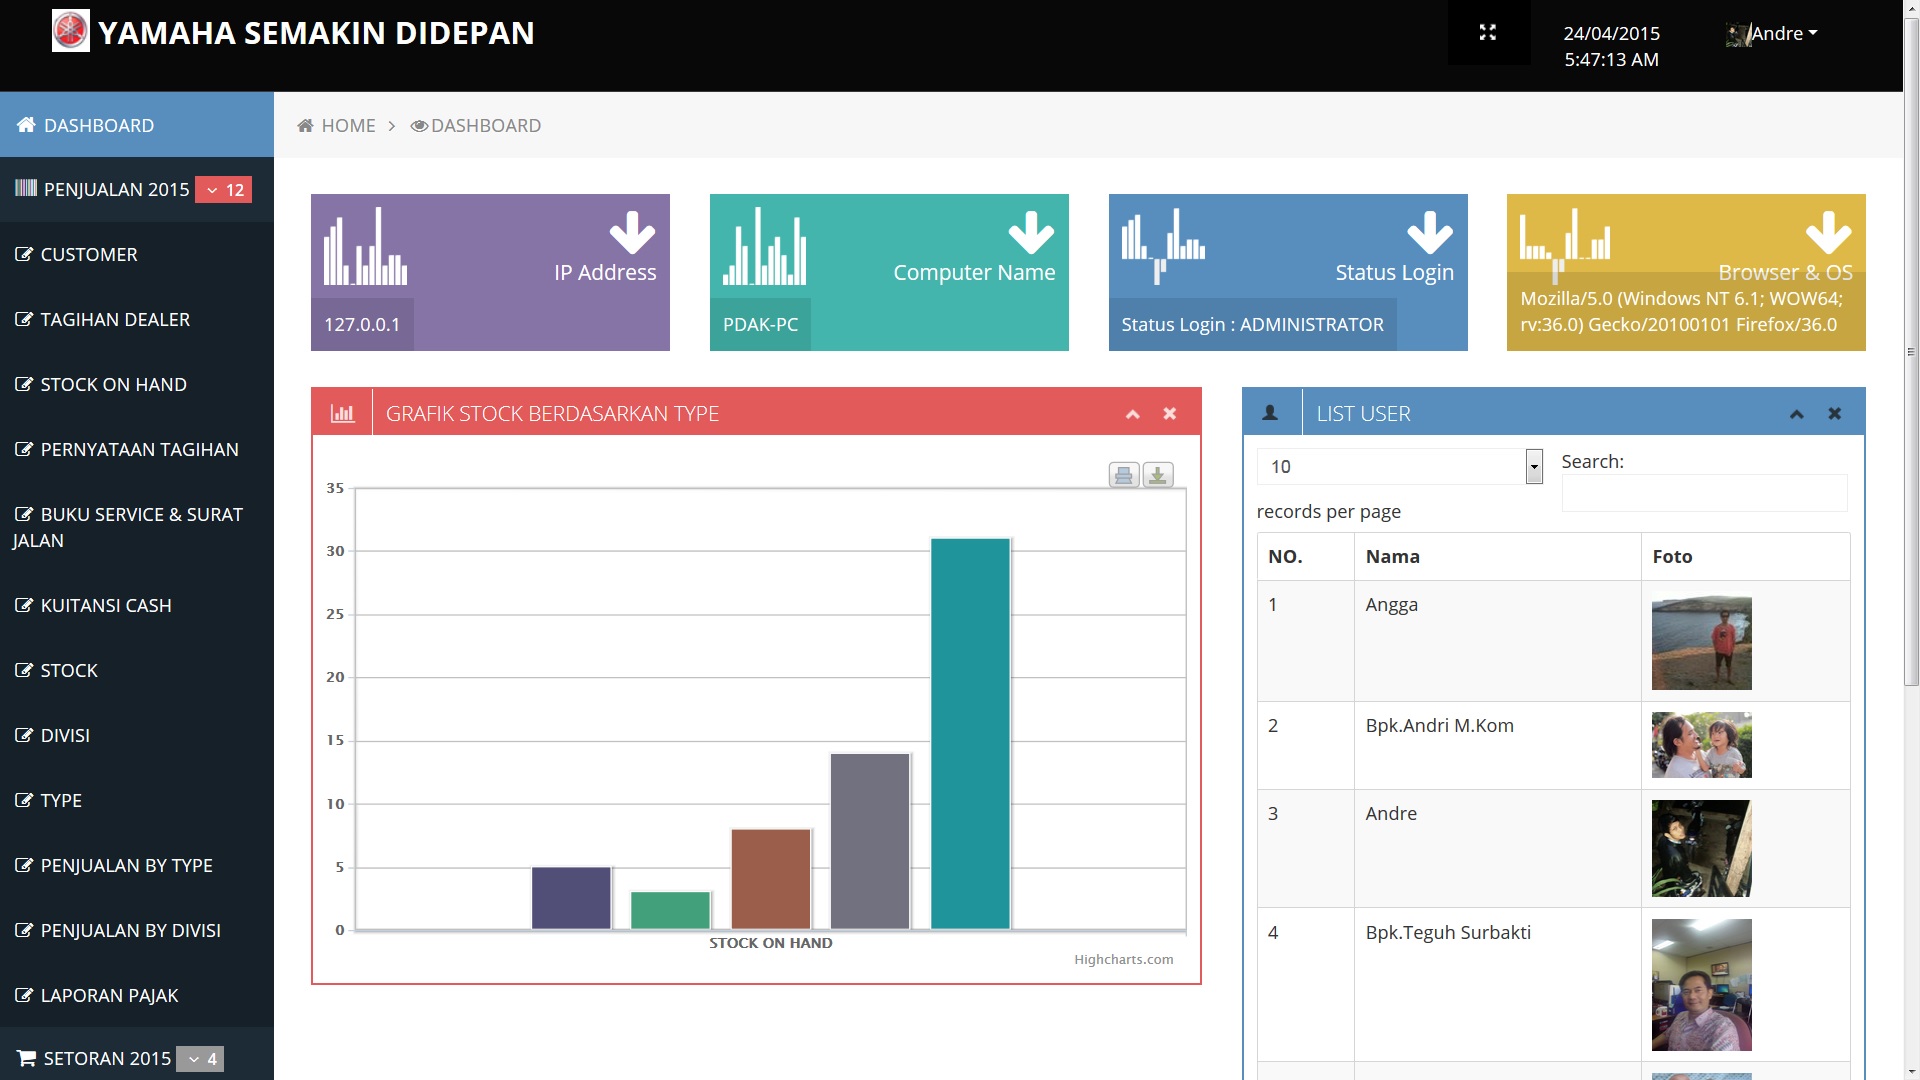 YAMAHA SEMAKIN DIDEPAN
24/04/2015
5:47:13 AM
Andre
DASHBOARD
PENJUALAN 2015 12
CUSTOMER
TAGIHAN DEALER
STOCK ON HAND
PERNYATAAN TAGIHAN
BUKU SERVICE & SURAT
JALAN
KUITANSI CASH
STOCK
DIVISI
TYPE
PENJUALAN BY TYPE
PENJUALAN BY DIVISI
LAPORAN PAJAK
SETORAN 2015 4
HOME > DASHBOARD
IP Address
127.0.0.1
Computer Name
PDAK-PC
Status Login
Status Login : ADMINISTRATOR
Browser & OS
Mozilla/5.0 (Windows NT 6.1; WOW64;
rv:36.0) Gecko/20100101 Firefox/36.0
GRAFIK STOCK BERDASARKAN TYPE
35
30
25
20
15
10
5
0
STOCK ON HAND
Highcharts.com
LIST USER
10
Search:
records per page
NO. Nama Foto
1 Angga
2 Bpk.Andri M.Kom
3 Andre
4 Bpk.Teguh Surbakti